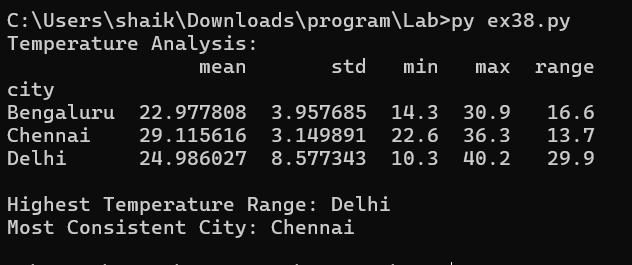 C:\Users\shaik\Downloads\program\Lab>py ex38.py
Temperature Analysis:
                mean       std   min   max  range
city
Bengaluru  22.977808  3.957685  14.3  30.9   16.6
Chennai    29.115616  3.149891  22.6  36.3   13.7
Delhi      24.986027  8.577343  10.3  40.2   29.9

Highest Temperature Range: Delhi
Most Consistent City: Chennai